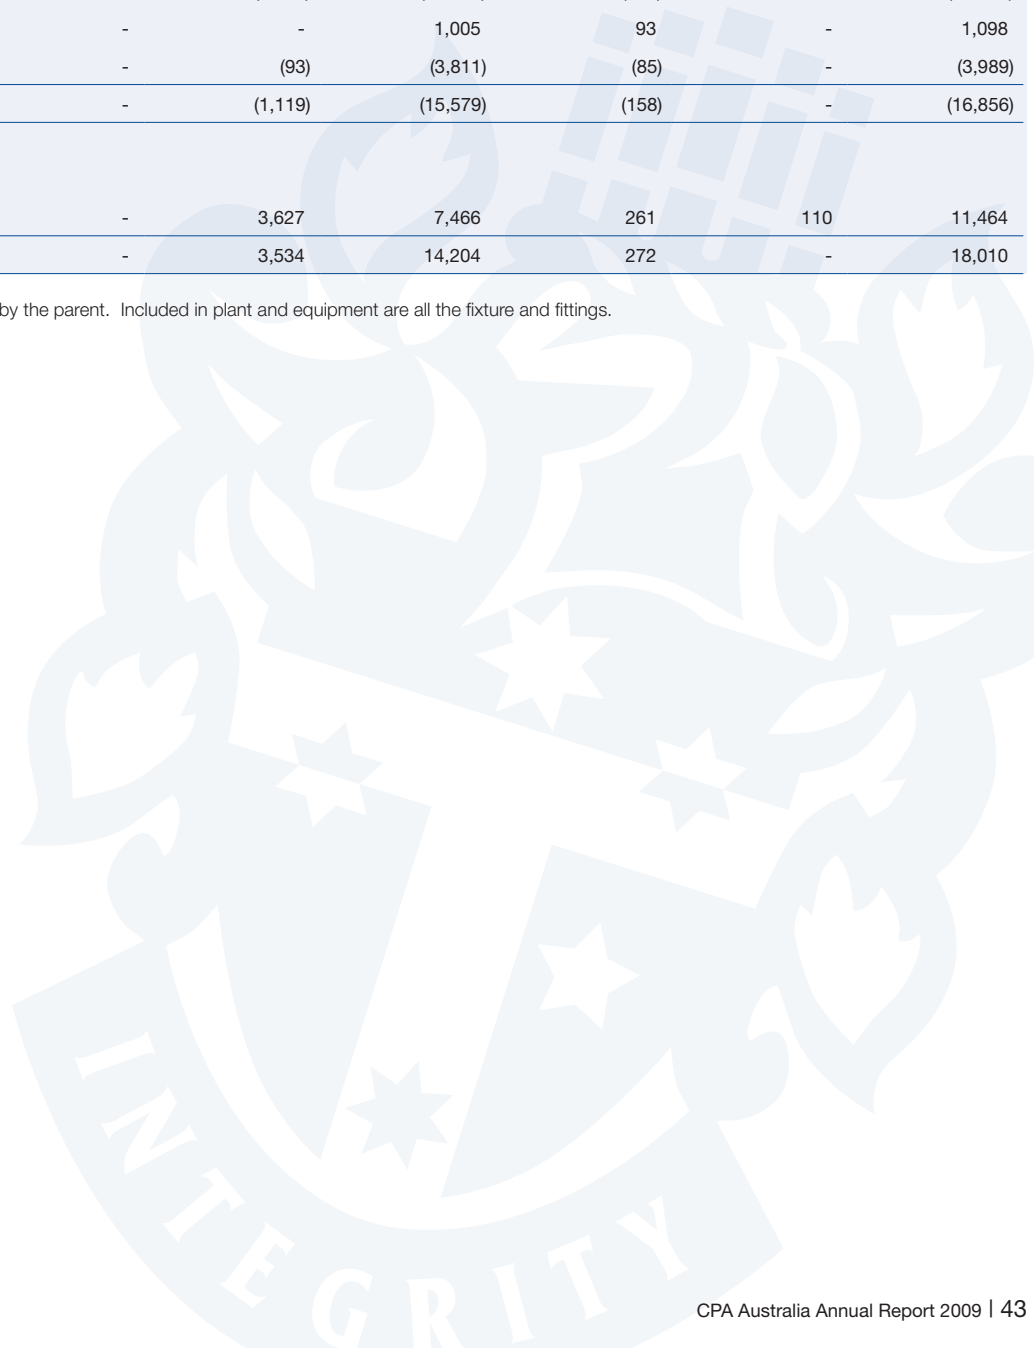 - - 1,005 93 - 1,098
- (93) (3,811) (85) - (3,989)
- (1,119) (15,579) (158) - (16,856)
- 3,627 7,466 261 110 11,464
- 3,534 14,204 272 - 18,010
by the parent. Included in plant and equipment are all the fixture and fittings.
INTEGRITY
CPA Australia Annual Report 2009 | 43